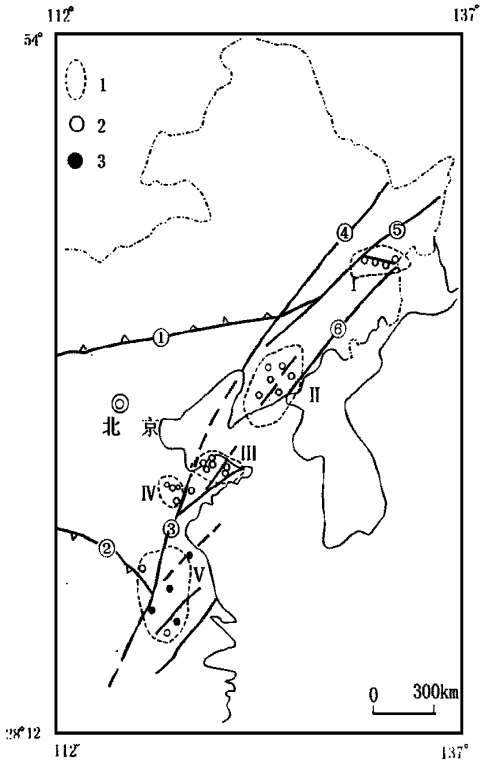 112° 137°
54°
1
2
3
④ ⑤
I
①
⑥
II
北 京
III
IV
③
②
V
0 300km
28°12
112° 137°